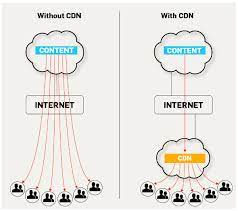 Without CDN
CONTENT
INTERNET
With CDN
CONTENT
INTERNET
CDN